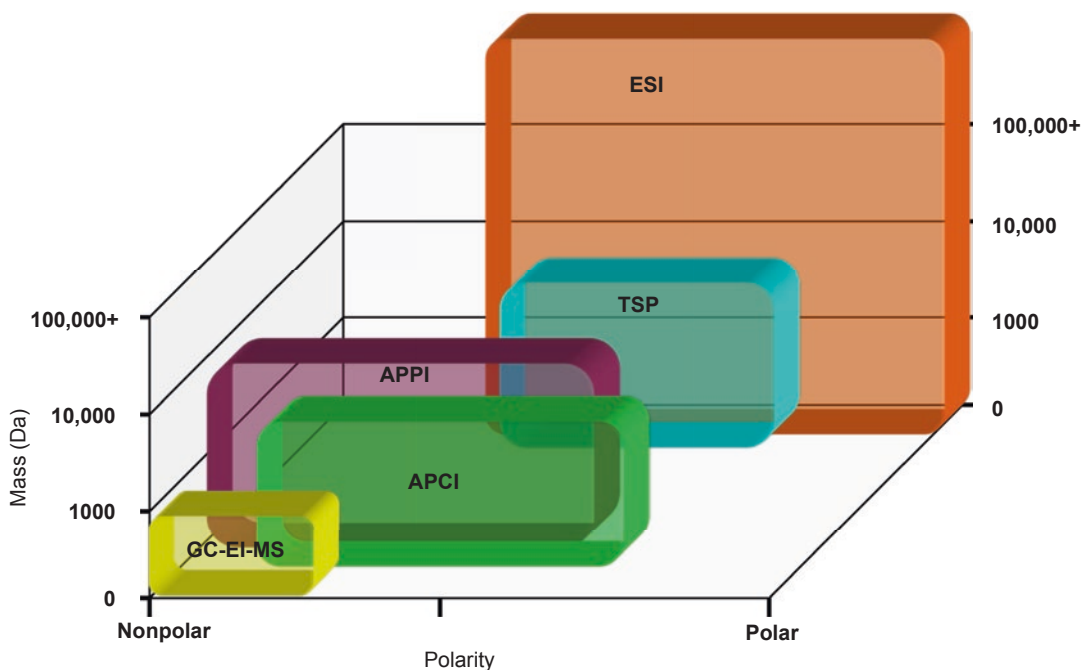 ESI
100,000+
10,000
TSP
100,000+
1000
APPI
10,000
0
Mass (Da)
APCI
1000
GC-EI-MS
0
Nonpolar
Polar
Polarity